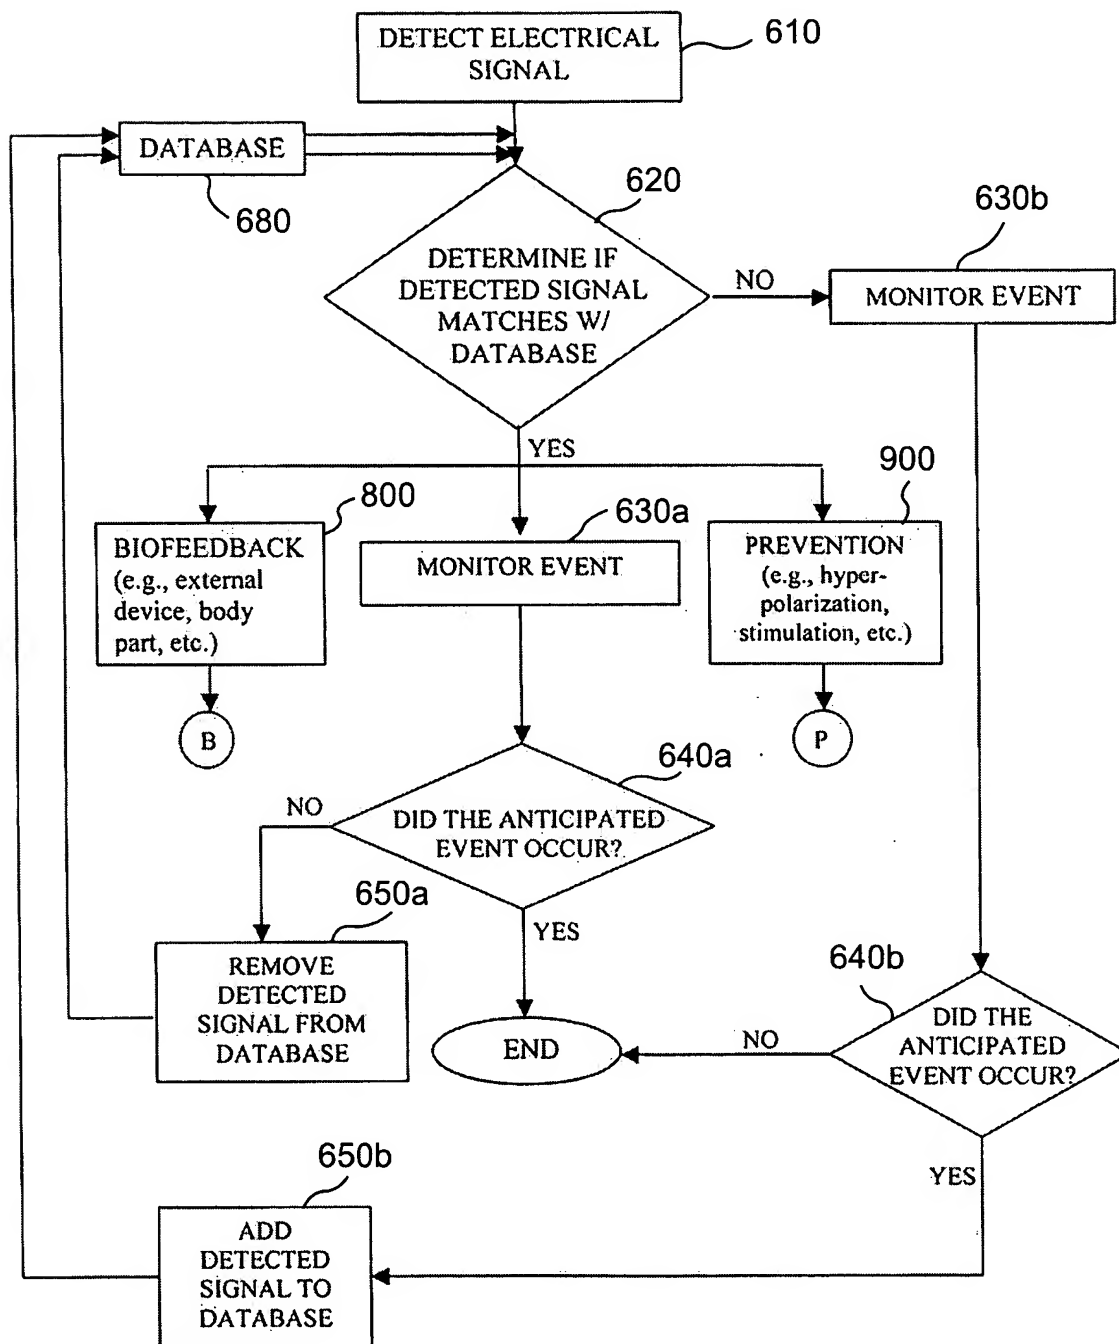 DETECT ELECTRICAL
SIGNAL
610
DATABASE
680
620
DETERMINE IF
DETECTED SIGNAL
MATCHES W/
DATABASE
NO
630b
MONITOR EVENT
YES
800
BIOFEEDBACK
(e.g., external
device, body
part, etc.)
B
630a
MONITOR EVENT
900
PREVENTION
(e.g., hyper-
polarization,
stimulation, etc.)
P
640a
DID THE ANTICIPATED
EVENT OCCUR?
NO
YES
650a
REMOVE
DETECTED
SIGNAL FROM
DATABASE
END
640b
DID THE
ANTICIPATED
EVENT OCCUR?
NO
YES
650b
ADD
DETECTED
SIGNAL TO
DATABASE